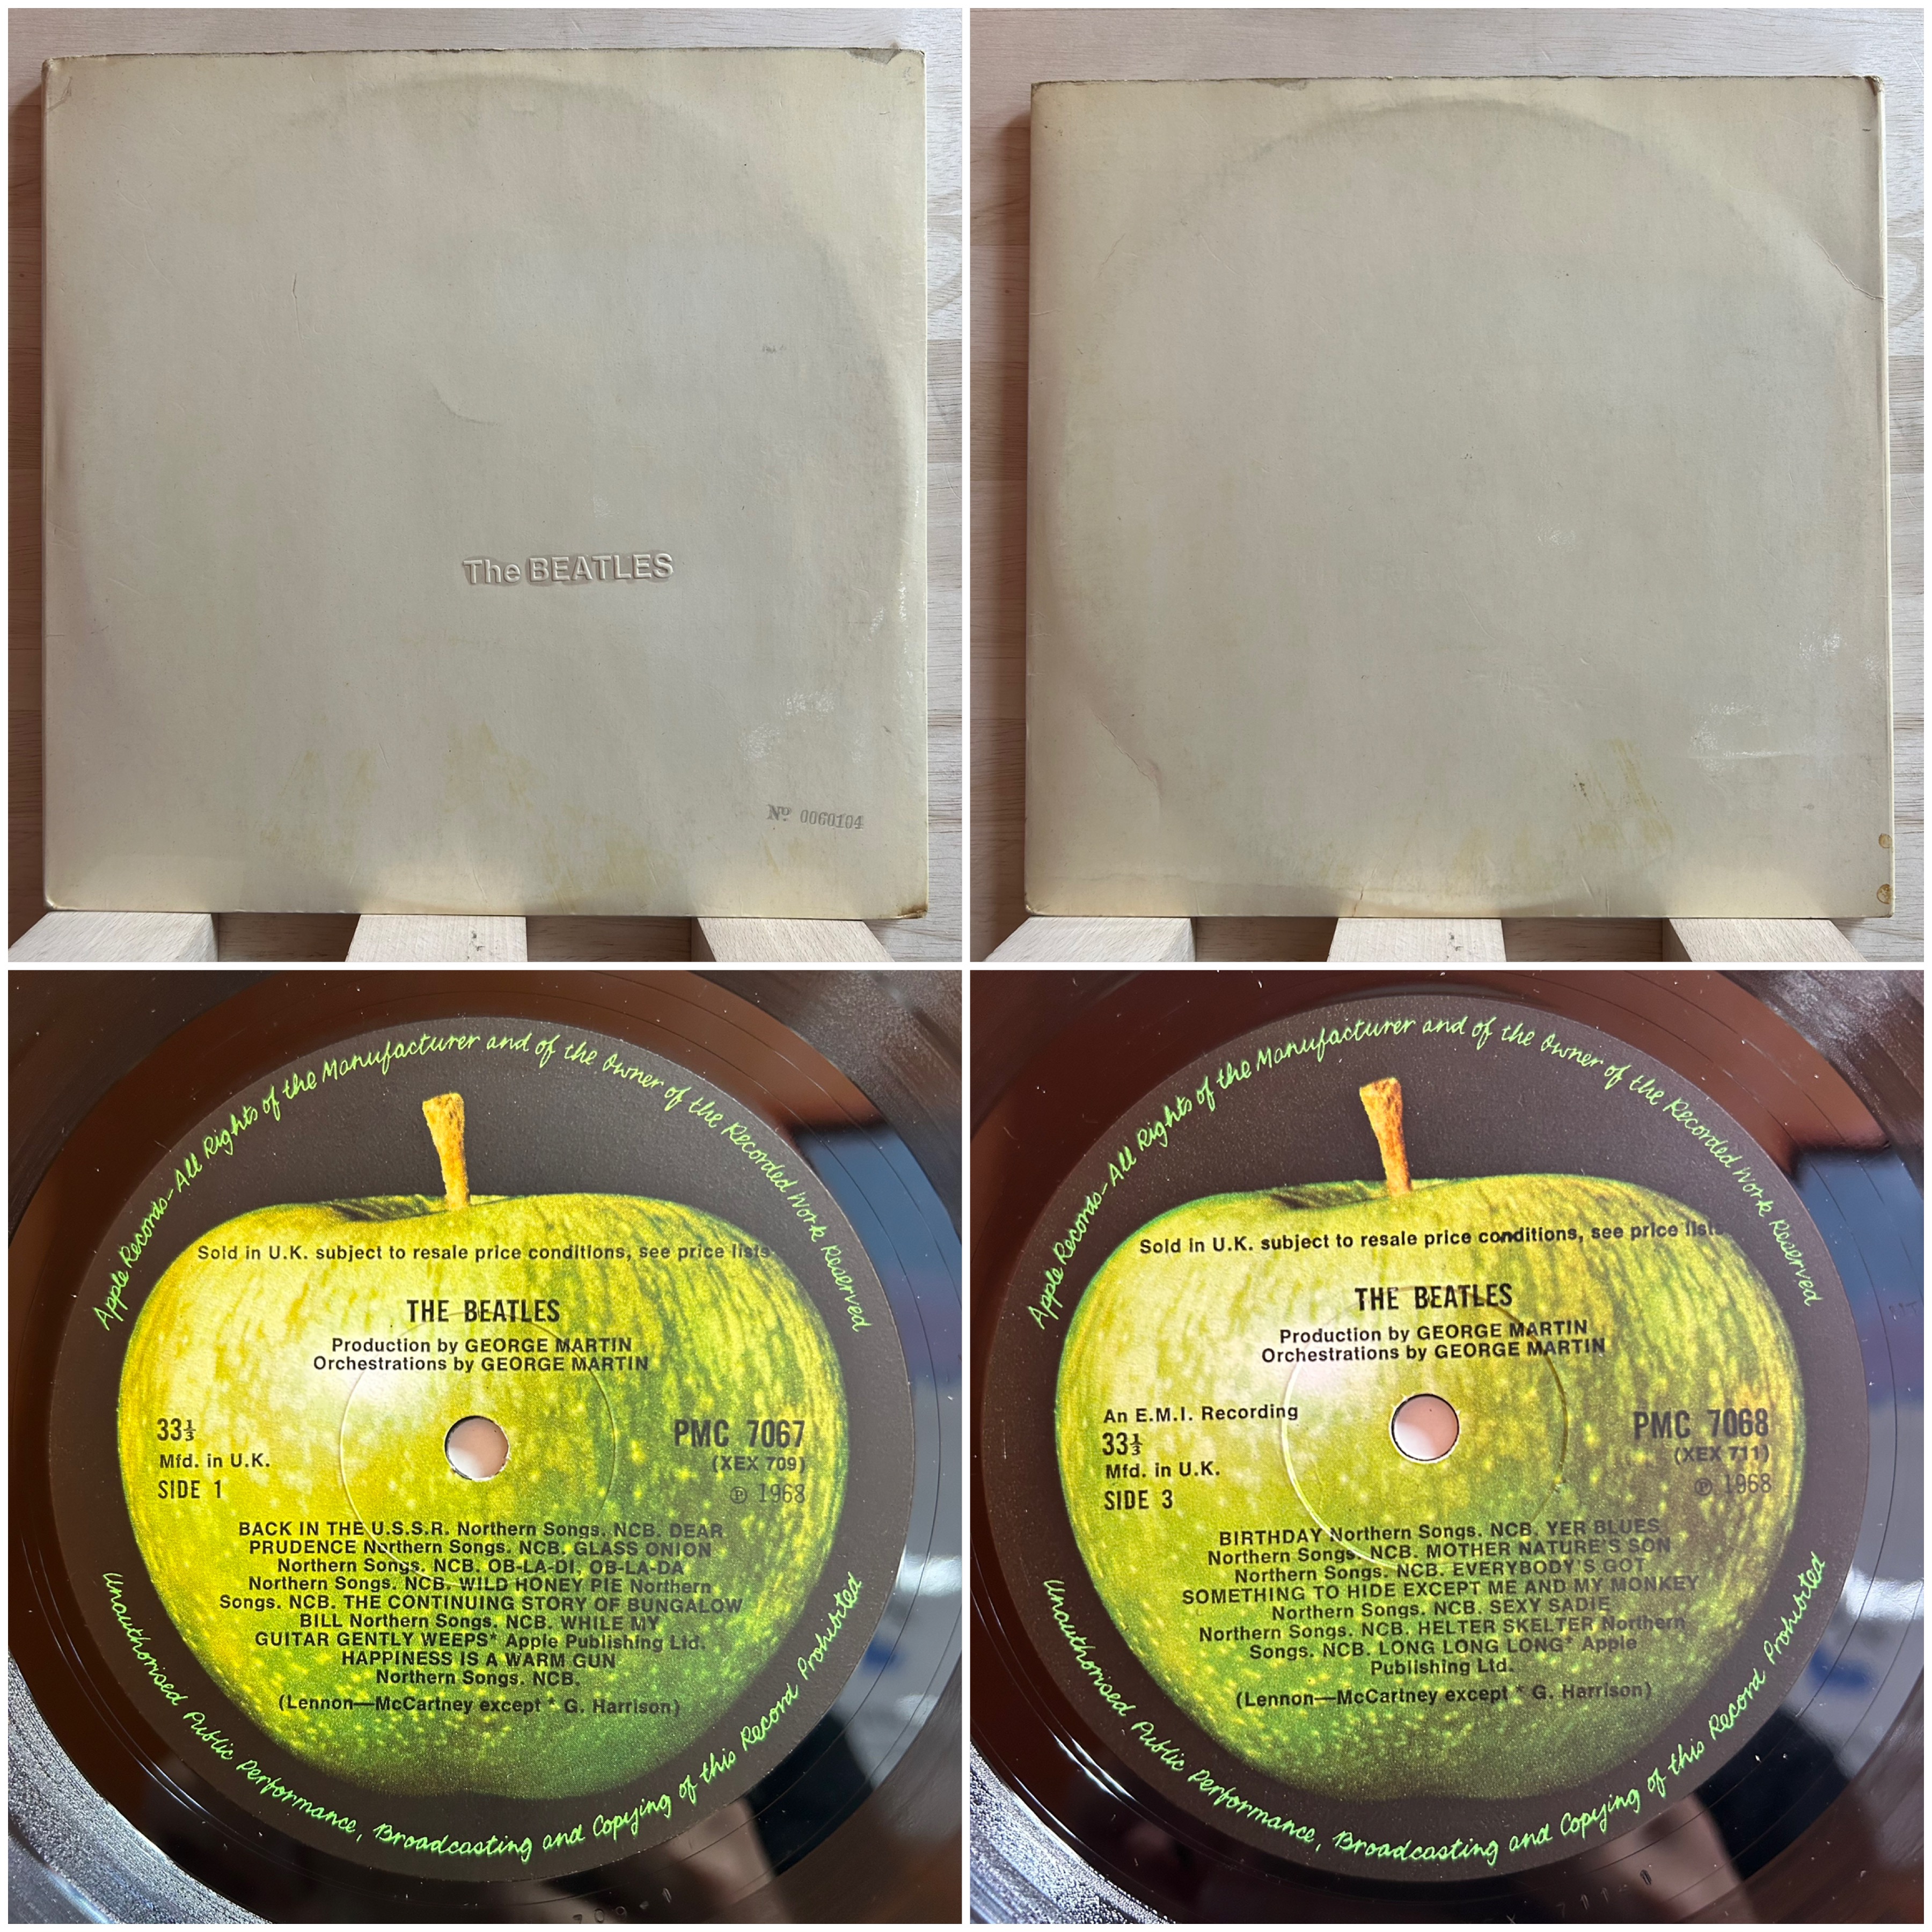 The BEATLES
Nº 0060104
Apple Records-All Rights of the Manufacturer and of the Owner of the Recorded Work Reserved
Sold in U.K. subject to resale price conditions, see price lists
THE BEATLES
Production by GEORGE MARTIN
Orchestrations by GEORGE MARTIN
33⅓
Mfd. in U.K.
SIDE 1
PMC 7067
(XEX 709)
℗ 1968
BACK IN THE U.S.S.R. Northern Songs. NCB. DEAR
PRUDENCE Northern Songs. NCB. GLASS ONION
Northern Songs. NCB. OB-LA-DI, OB-LA-DA
Northern Songs. NCB. WILD HONEY PIE Northern
Songs. NCB. THE CONTINUING STORY OF BUNGALOW
BILL Northern Songs. NCB. WHILE MY
GUITAR GENTLY WEEPS* Apple Publishing Ltd.
HAPPINESS IS A WARM GUN
Northern Songs. NCB.
(Lennon—McCartney except * G. Harrison)
Unauthorised Public Performance, Broadcasting and Copying of this Record Prohibited
Apple Records-All Rights of the Manufacturer and of the Owner of the Recorded Work Reserved
Sold in U.K. subject to resale price conditions, see price lists
THE BEATLES
Production by GEORGE MARTIN
Orchestrations by GEORGE MARTIN
An E.M.I. Recording
33⅓
Mfd. in U.K.
SIDE 3
PMC 7068
(XEX 711)
℗ 1968
BIRTHDAY Northern Songs. NCB. YER BLUES
Northern Songs. NCB. MOTHER NATURE'S SON
Northern Songs. NCB. EVERYBODY'S GOT
SOMETHING TO HIDE EXCEPT ME AND MY MONKEY
Northern Songs. NCB. SEXY SADIE
Northern Songs. NCB. HELTER SKELTER Northern
Songs. NCB. LONG LONG LONG* Apple
Publishing Ltd.
(Lennon—McCartney except * G. Harrison)
Unauthorised Public Performance, Broadcasting and Copying of this Record Prohibited